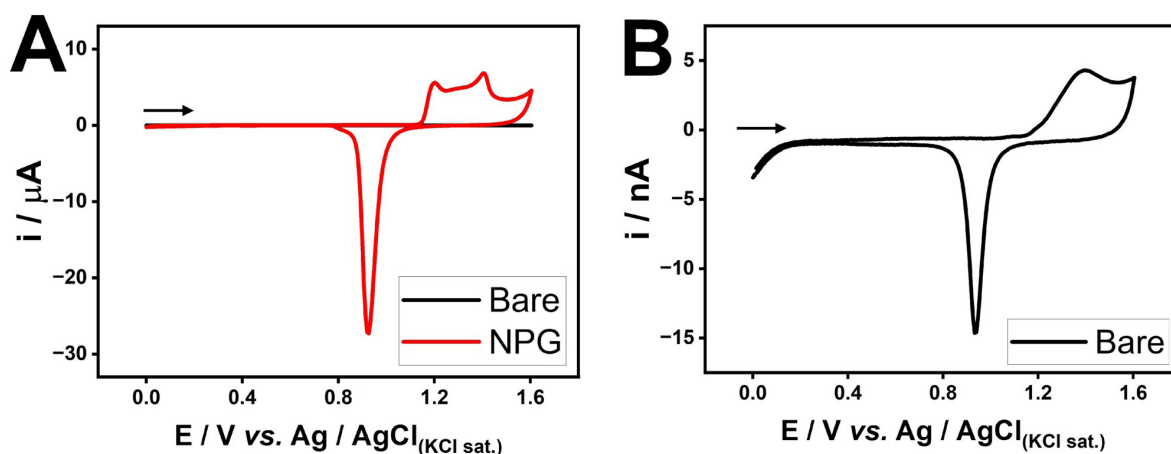 A
10
0
−10
−20
−30
i / μA
0.0 0.4 0.8 1.2 1.6
E / V vs. Ag / AgCl(KCl sat.)
Bare
NPG
B
5
0
−5
−10
−15
i / nA
0.0 0.4 0.8 1.2 1.6
E / V vs. Ag / AgCl(KCl sat.)
Bare